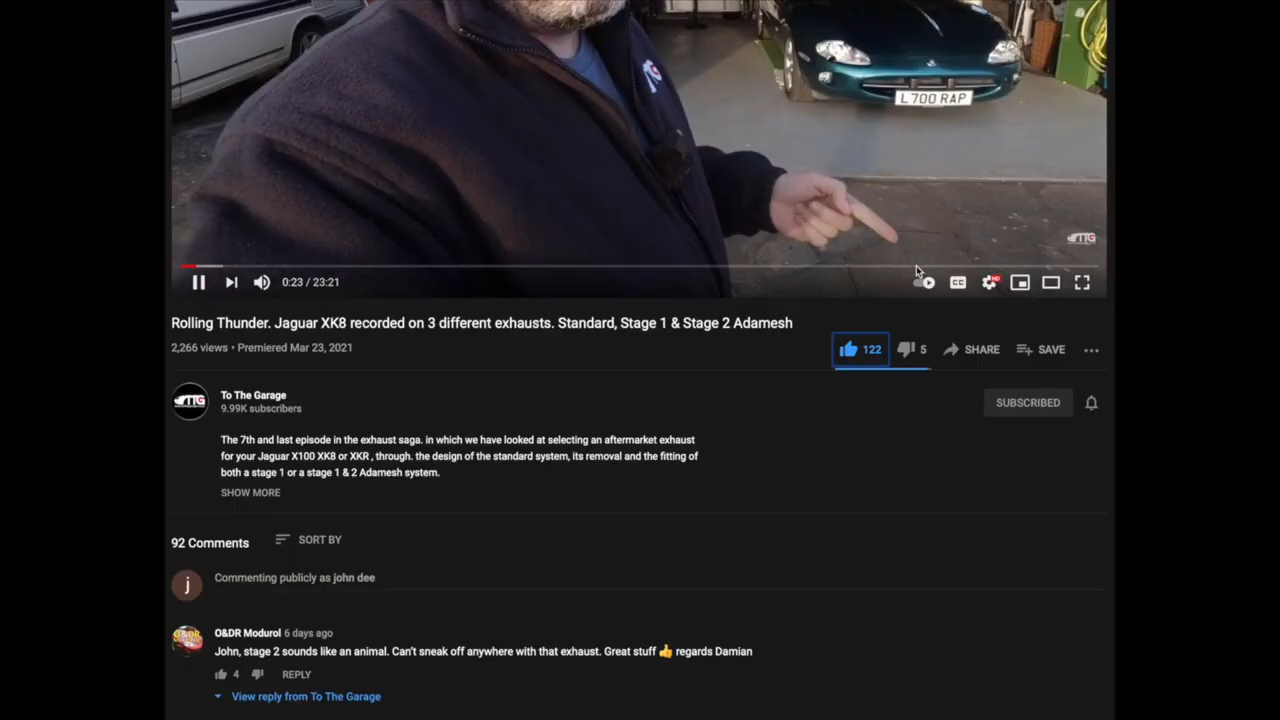 TTG
L700 RAP
TTG
0:23 / 23:21
CC
HD
Rolling Thunder. Jaguar XK8 recorded on 3 different exhausts. Standard, Stage 1 & Stage 2 Adamesh
2,266 views • Premiered Mar 23, 2021
122
5
SHARE
SAVE
TTG
To The Garage
9.99K subscribers
SUBSCRIBED
The 7th and last episode in the exhaust saga. in which we have looked at selecting an aftermarket exhaust
for your Jaguar X100 XK8 or XKR , through. the design of the standard system, its removal and the fitting of
both a stage 1 or a stage 1 & 2 Adamesh system.
SHOW MORE
92 Comments
SORT BY
j
Commenting publicly as john dee
O&DR
O&DR Modurol 6 days ago
John, stage 2 sounds like an animal. Can't sneak off anywhere with that exhaust. Great stuff 👍 regards Damian
4
REPLY
View reply from To The Garage